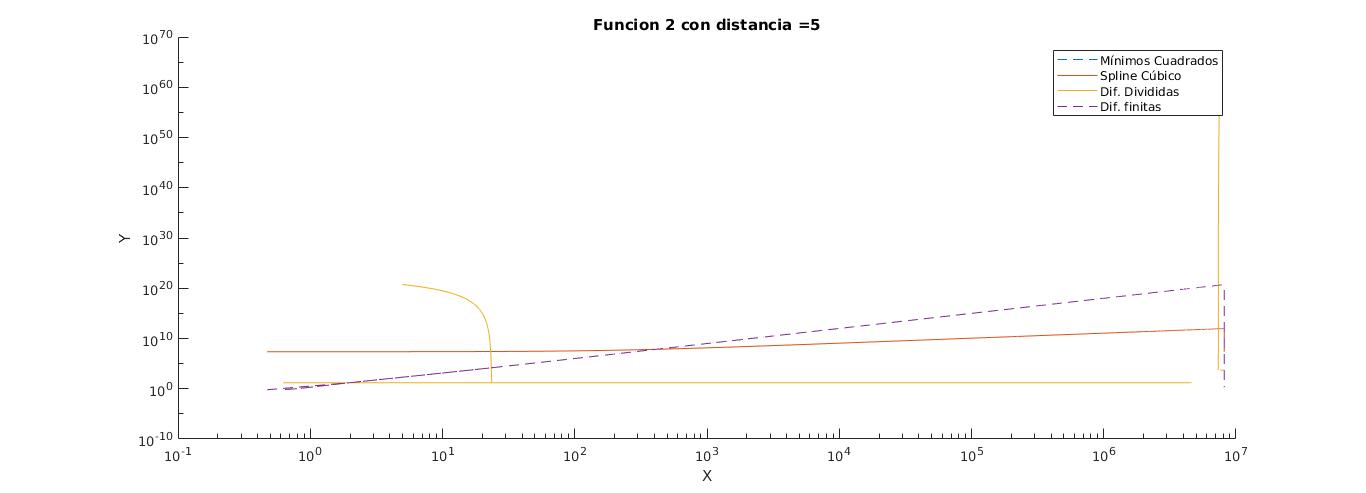 Funcion 2 con distancia =5
10^70
10^60
10^50
10^40
10^30
10^20
10^10
10^0
10^-10
Y
Mínimos Cuadrados
Spline Cúbico
Dif. Divididas
Dif. finitas
10^-1 10^0 10^1 10^2 10^3 10^4 10^5 10^6 10^7
X